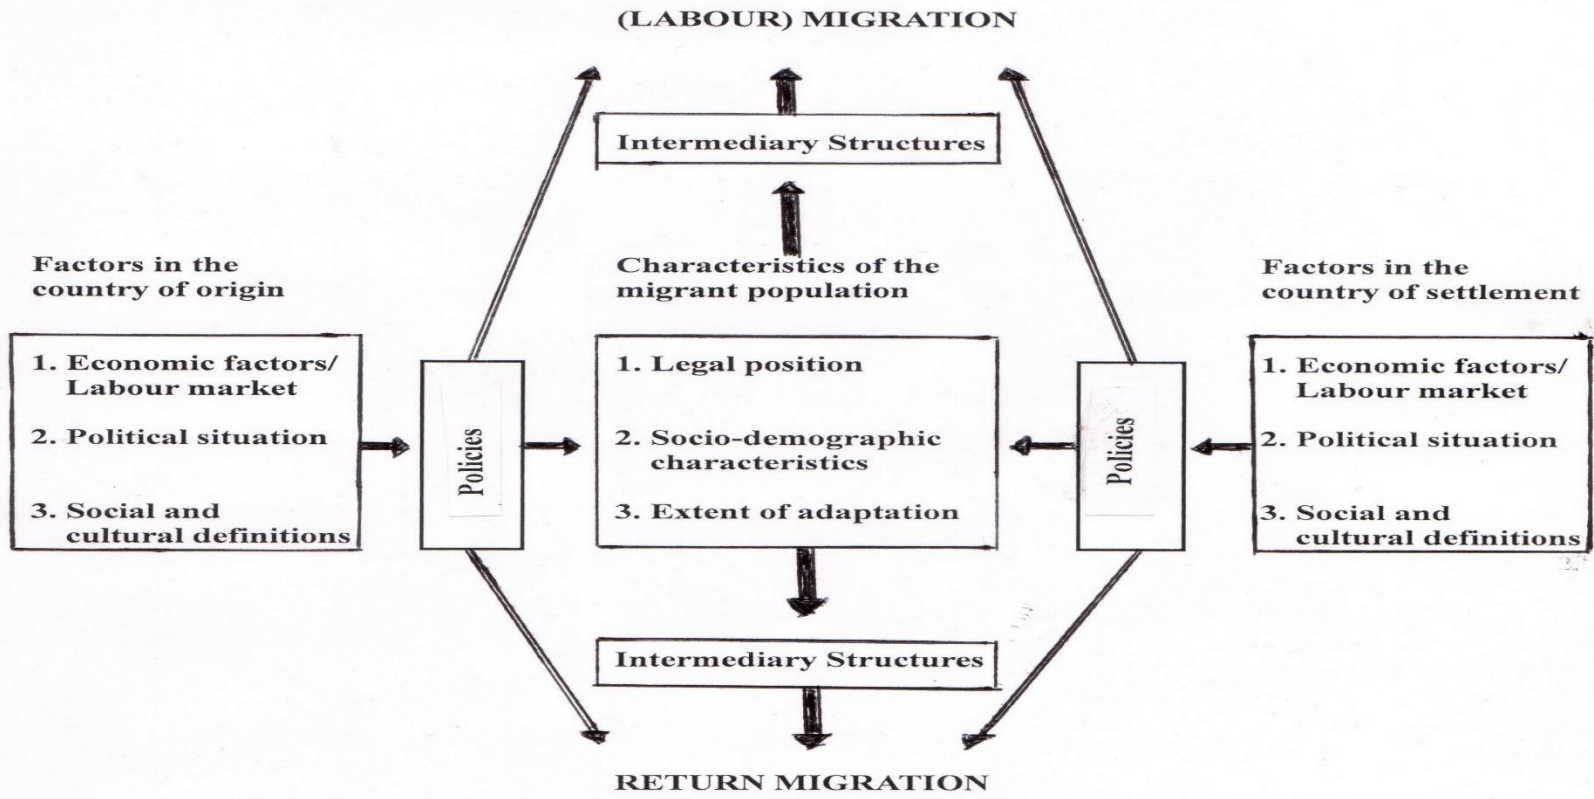 (LABOUR) MIGRATION
Intermediary Structures
Factors in the
country of origin
1. Economic factors/
Labour market
2. Political situation
3. Social and
cultural definitions
Policies
Characteristics of the
migrant population
1. Legal position
2. Socio-demographic
characteristics
3. Extent of adaptation
Policies
Factors in the
country of settlement
1. Economic factors/
Labour market
2. Political situation
3. Social and
cultural definitions
Intermediary Structures
RETURN MIGRATION